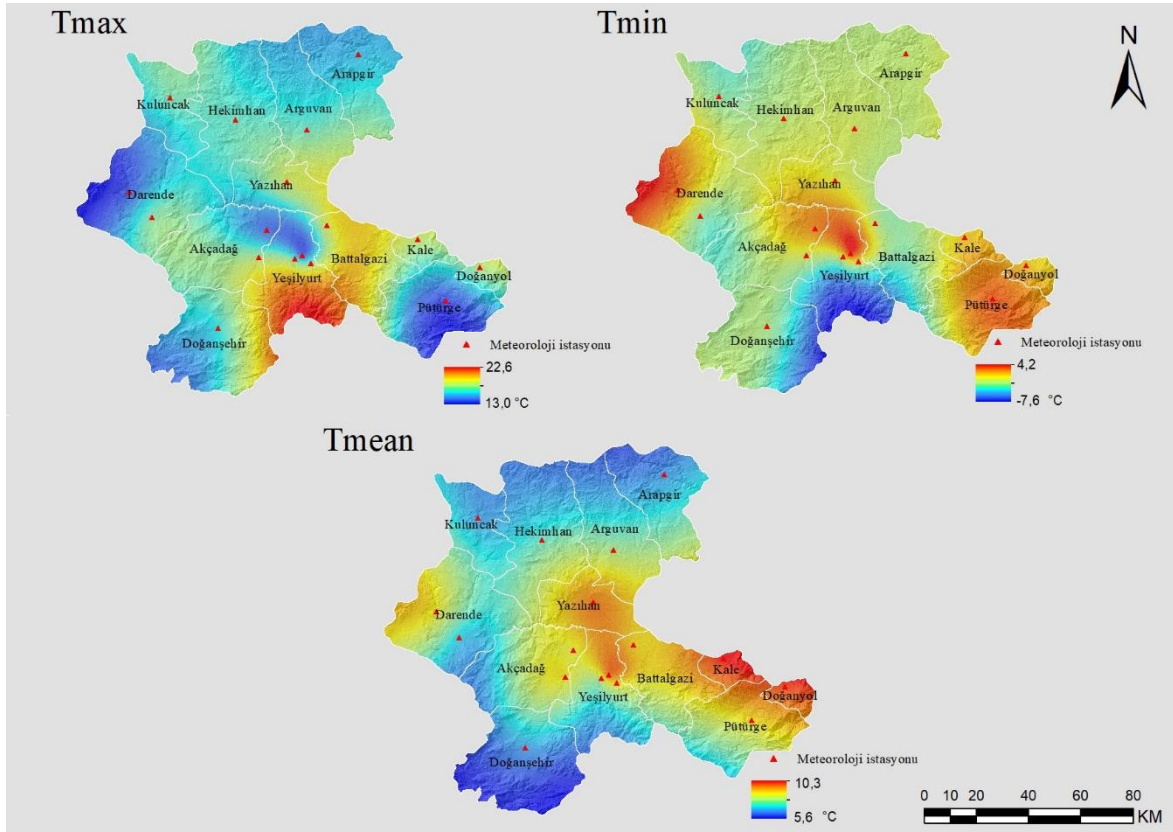 Tmax
Arapgir
Kuluncak
Hekimhan
Arguvan
Yazıhan
Darende
Akçadağ
Battalgazi
Kale
Doğanyol
Yeşilyurt
Pütürge
Doğanşehir
Meteoroloji istasyonu
22,6
13,0 °C
Tmin
N
Arapgir
Kuluncak
Hekimhan
Arguvan
Yazıhan
Darende
Akçadağ
Battalgazi
Kale
Doğanyol
Yeşilyurt
Pütürge
Doğanşehir
Meteoroloji istasyonu
4,2
-7,6 °C
Tmean
Arapgir
Kuluncak
Hekimhan
Arguvan
Yazıhan
Darende
Akçadağ
Battalgazi
Kale
Doğanyol
Yeşilyurt
Pütürge
Doğanşehir
Meteoroloji istasyonu
10,3
5,6 °C
0 20 40 60 80
KM